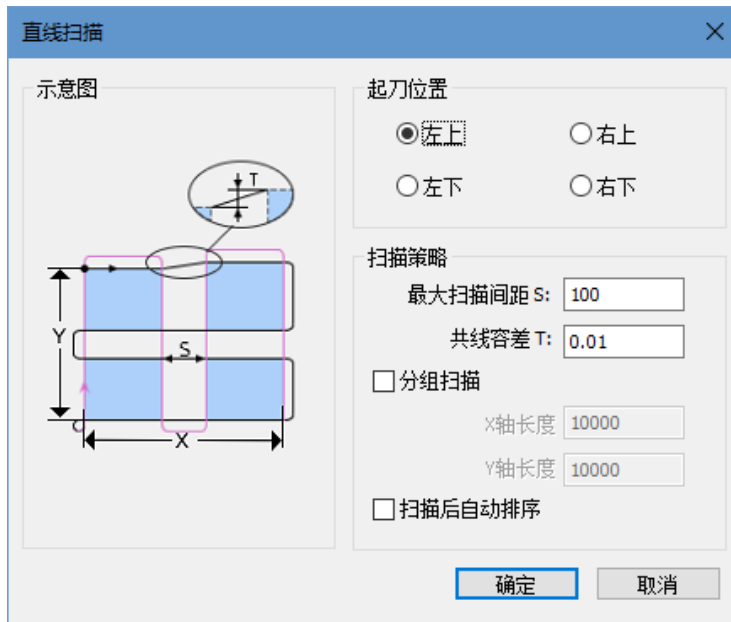 直线扫描
示意图
T
Y
S
X
起刀位置
左上
右上
左下
右下
扫描策略
最大扫描间距 S: 100
共线容差 T: 0.01
分组扫描
X轴长度 10000
Y轴长度 10000
扫描后自动排序
确定
取消